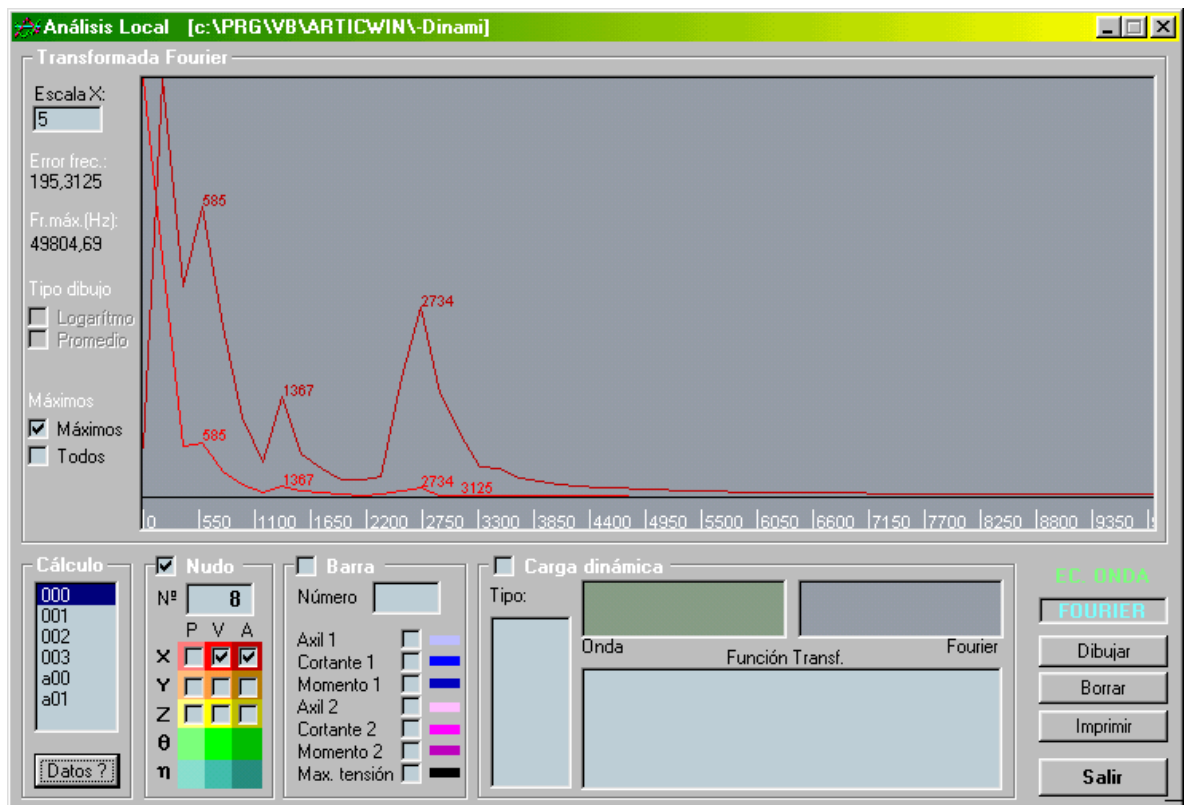 Análisis Local [c:\PRG\VB\ARTICWIN\-Dinami]
Transformada Fourier
Escala X:
5
Error frec.:
195,3125
Fr.máx.(Hz):
49804,69
Tipo dibujo
Logarítmo
Promedio
Máximos
Máximos
Todos
585
2734
1367
585
1367
2734
3125
0 550 1100 1650 2200 2750 3300 3850 4400 4950 5500 6050 6600 7150 7700 8250 8800 9350
Cálculo
000
001
002
003
a00
a01
Datos ?
Nudo
Nº 8
P V A
X
Y
Z
θ
η
Barra
Número
Axil 1
Cortante 1
Momento 1
Axil 2
Cortante 2
Momento 2
Max. tensión
Carga dinámica
Tipo:
Onda
Fourier
Función Transf.
EC. ONDA
FOURIER
Dibujar
Borrar
Imprimir
Salir